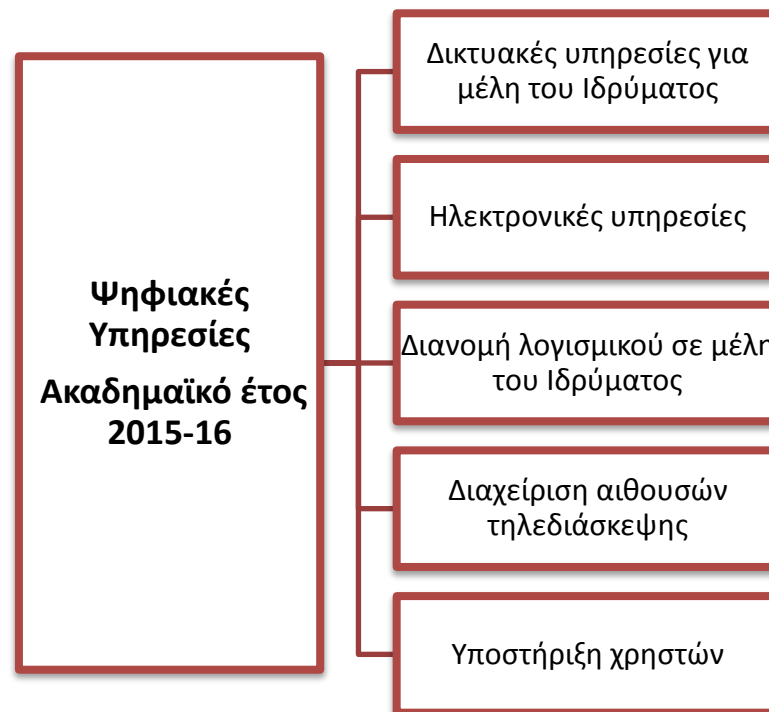 Ψηφιακές
Υπηρεσίες
Ακαδημαϊκό έτος
2015-16
Δικτυακές υπηρεσίες για
μέλη του Ιδρύματος
Ηλεκτρονικές υπηρεσίες
Διανομή λογισμικού σε μέλη
του Ιδρύματος
Διαχείριση αιθουσών
τηλεδιάσκεψης
Υποστήριξη χρηστών